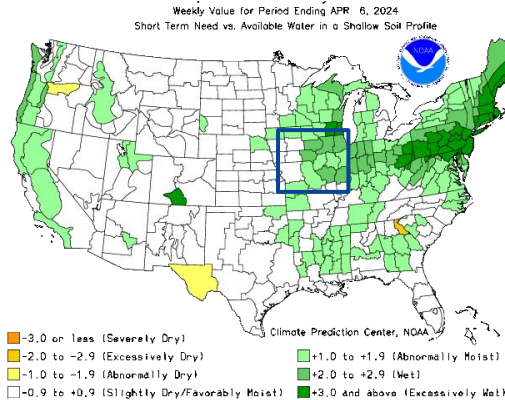 Weekly Value for Period Ending APR 6, 2024
Short Term Need vs. Available Water in a Shallow Soil Profile
NOAA
Climate Prediction Center, NOAA
-3.0 or less (Severely Dry)
-2.0 to -2.9 (Excessively Dry)
-1.0 to -1.9 (Abnormally Dry)
-0.9 to +0.9 (Slightly Dry/Favorably Moist)
+1.0 to +1.9 (Abnormally Moist)
+2.0 to +2.9 (Wet)
+3.0 and above (Excessively Wet)